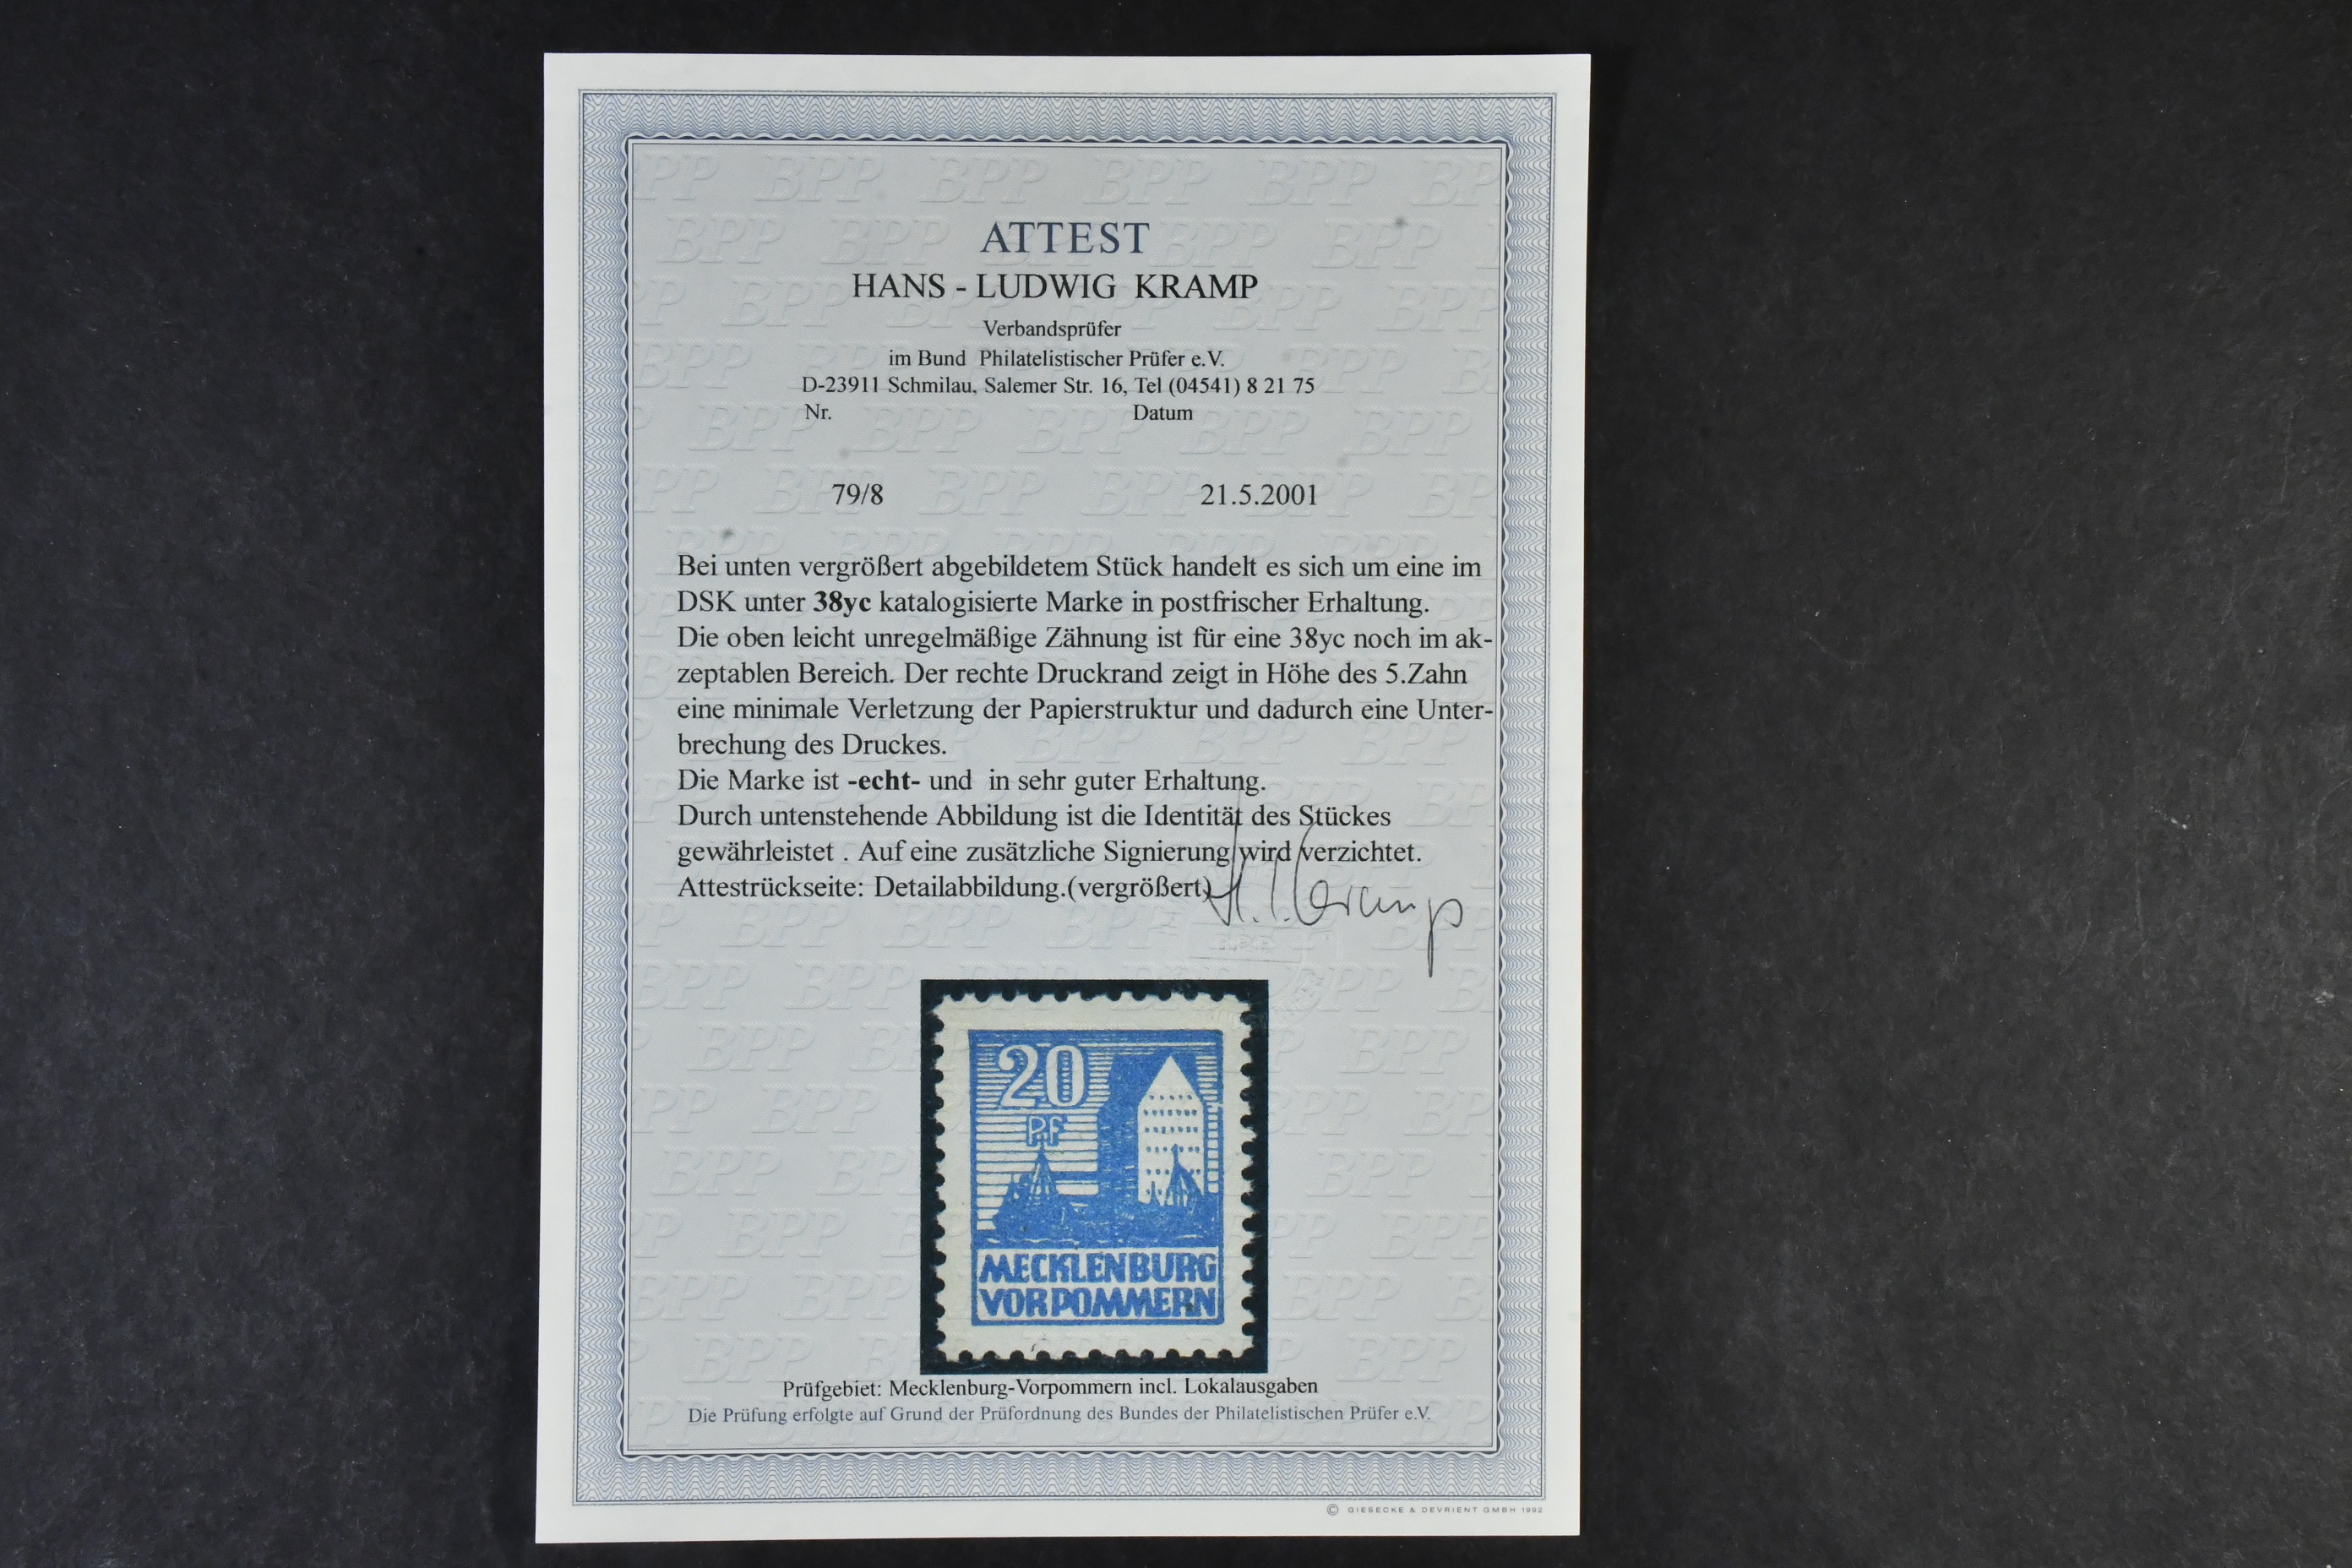 ATTEST
HANS - LUDWIG KRAMP
Verbandsprüfer
im Bund Philatelistischer Prüfer e.V.
D-23911 Schmilau, Salemer Str. 16, Tel (04541) 8 21 75
Nr. Datum
79/8 21.5.2001
Bei unten vergrößert abgebildetem Stück handelt es sich um eine im
DSK unter 38yc katalogisierte Marke in postfrischer Erhaltung.
Die oben leicht unregelmäßige Zähnung ist für eine 38yc noch im ak-
zeptablen Bereich. Der rechte Druckrand zeigt in Höhe des 5.Zahn
eine minimale Verletzung der Papierstruktur und dadurch eine Unter-
brechung des Druckes.
Die Marke ist -echt- und in sehr guter Erhaltung.
Durch untenstehende Abbildung ist die Identität des Stückes
gewährleistet . Auf eine zusätzliche Signierung wird verzichtet.
Attestrückseite: Detailabbildung.(vergrößert)
H. L. Kramp
20
PF
MECKLENBURG
VORPOMMERN
Prüfgebiet: Mecklenburg-Vorpommern incl. Lokalausgaben
Die Prüfung erfolgte auf Grund der Prüfordnung des Bundes der Philatelistischen Prüfer e.V.
© GIESECKE & DEVRIENT GMBH 1992